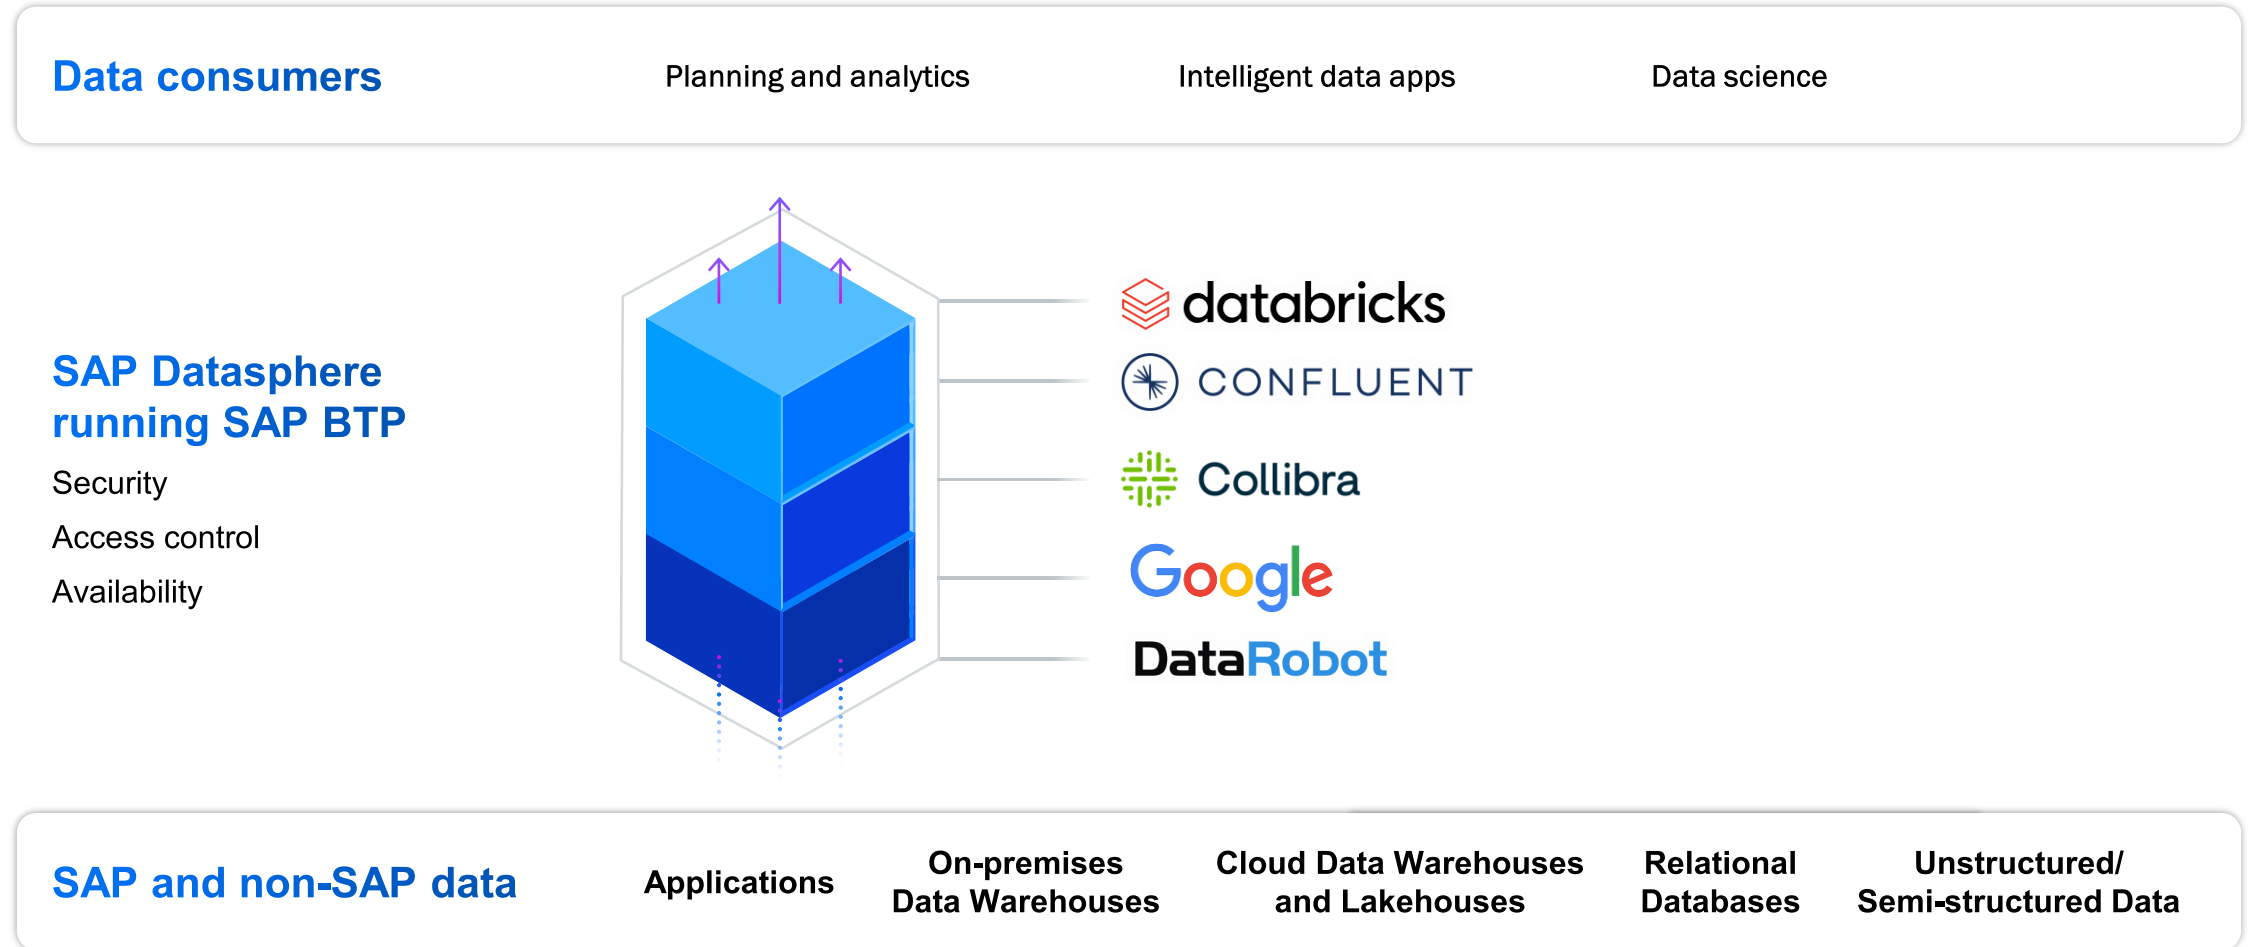 Data consumers
Planning and analytics
Intelligent data apps
Data science
SAP Datasphere
running SAP BTP
Security
Access control
Availability
databricks
CONFLUENT
Collibra
Google
DataRobot
SAP and non-SAP data
Applications
On-premises
Data Warehouses
Cloud Data Warehouses
and Lakehouses
Relational
Databases
Unstructured/
Semi-structured Data